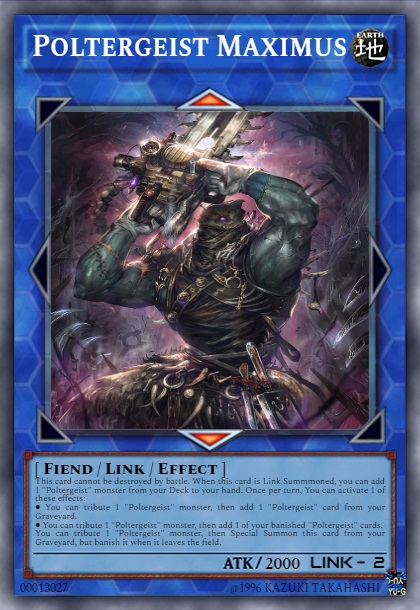 POLTERGEIST MAXIMUS
EARTH
地
[ FIEND / LINK / EFFECT ]
This card cannot be destroyed by battle. When this card is Link Summmoned, you can add
1 "Poltergeist" monster from your Deck to your hand. Once per turn, You can activate 1 of
these effects:
● You can tribute 1 "Poltergeist" monster, then add 1 "Poltergeist" card from your
Graveyard.
● You can tribute 1 "Poltergeist" monster, then add 1 of your banished "Poltergeist" cards.
You can tribute 1 "Poltergeist" monster, then Special Summon this card from your
Graveyard, but banish it when it leaves the field.
ATK / 2000 LINK - 2
00013027 @1996 KAZUKI TAKAHASHI